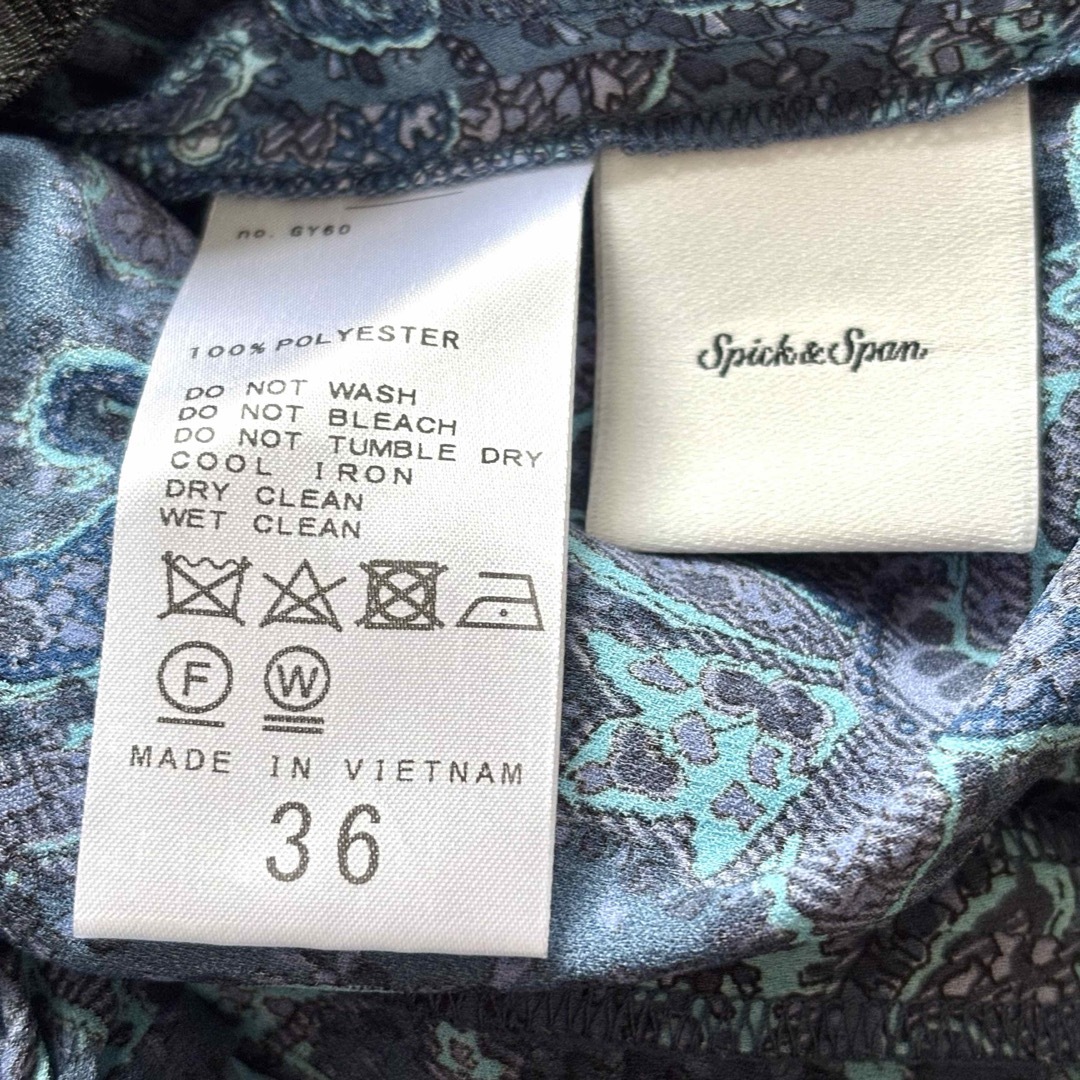 no. GY60
100% POLYESTER
DO NOT WASH
DO NOT BLEACH
DO NOT TUMBLE DRY
COOL IRON
DRY CLEAN
WET CLEAN
F W
MADE IN VIETNAM
36
Spick & Span,